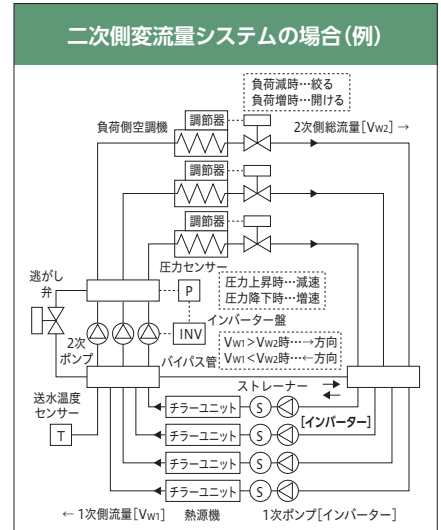 二次側変流量システムの場合（例）
負荷減時…絞る
負荷増時…開ける
調節器
負荷側空調機
2次側総流量［VW2］→
調節器
調節器
圧力センサー
逃がし
弁
P
圧力上昇時…減速
圧力降下時…増速
INV
インバーター盤
2次
ポンプ
VW1＞VW2時…→方向
VW1＜VW2時…←方向
バイパス管
ストレーナー
送水温度
センサー
T
チラーユニット
S
［インバーター］
チラーユニット
S
チラーユニット
S
チラーユニット
S
← 1次側流量［VW1］
熱源機
1次ポンプ［インバーター］